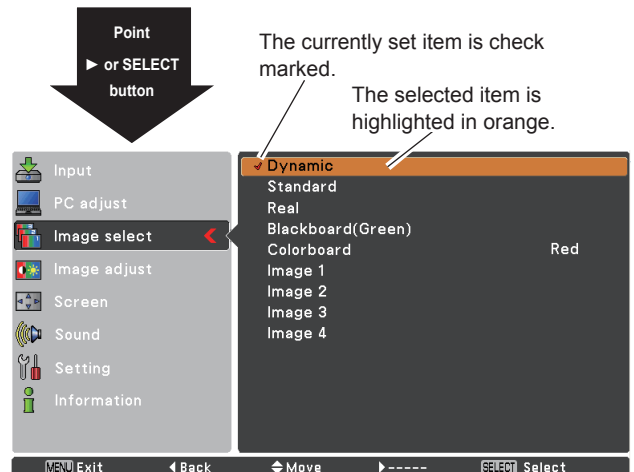 Point
► or SELECT
button
The currently set item is check
marked.
The selected item is
highlighted in orange.
Input
PC adjust
Image select
Image adjust
Screen
Sound
Setting
Information
Dynamic
Standard
Real
Blackboard(Green)
Colorboard Red
Image 1
Image 2
Image 3
Image 4
MENU Exit ◄Back Move ►----- SELECT Select